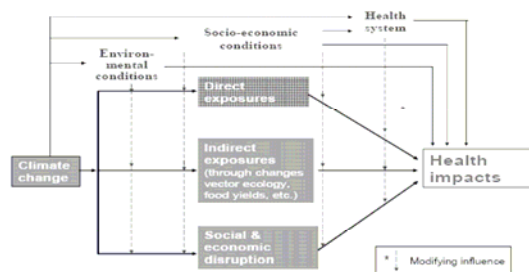 Health
system
Socio-economic
conditions
Environ-
mental
conditions
Direct
exposures
Indirect
exposures
(through changes
vector ecology,
food yields, etc.)
Climate
change
Health
impacts
Social &
economic
disruption
* Modifying influence